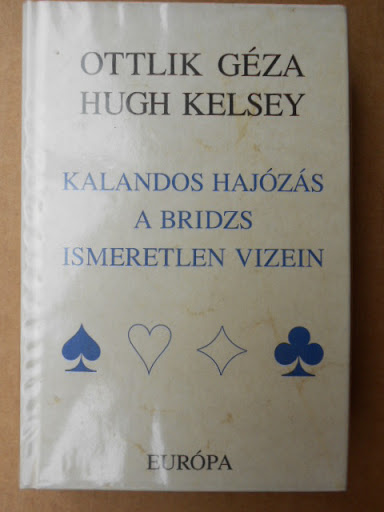 OTTLIK GÉZA
HUGH KELSEY
KALANDOS HAJÓZÁS
A BRIDZS
ISMERETLEN VIZEIN
EURÓPA